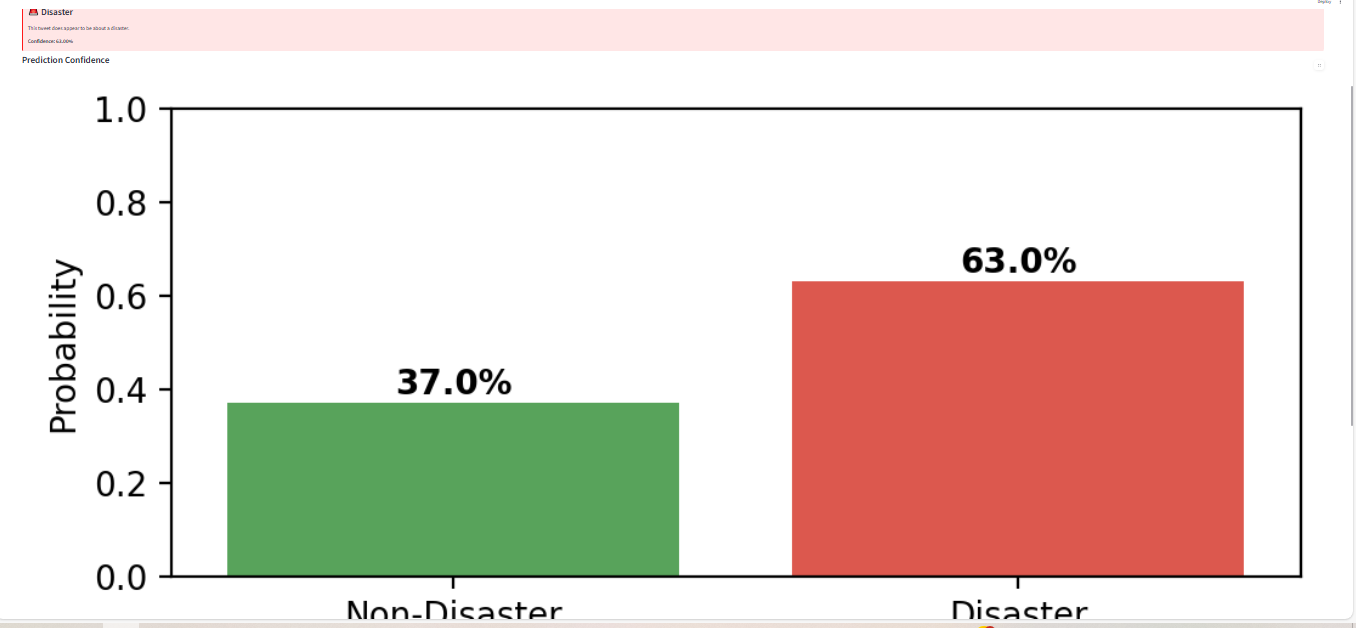 Deploy
Disaster
This tweet does appear to be about a disaster.
Confidence: 63.00%
Prediction Confidence
1.0
0.8
0.6
0.4
0.2
0.0
Probability
37.0%
63.0%
Non-Disaster
Disaster